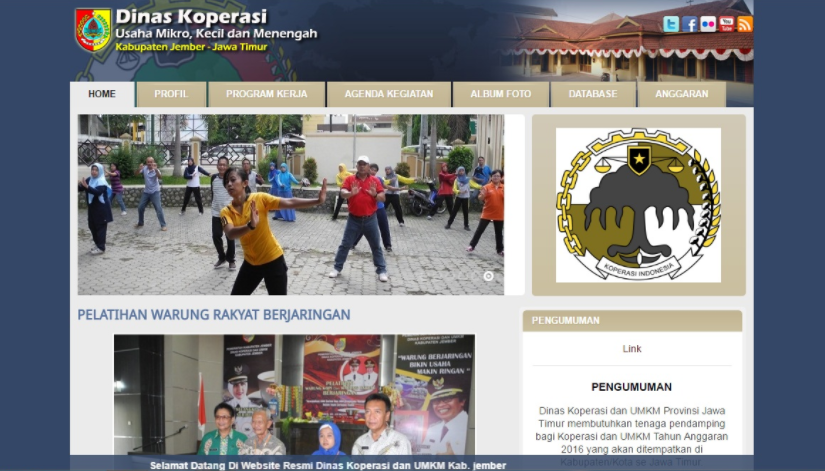 Dinas Koperasi
Usaha Mikro, Kecil dan Menengah
Kabupaten Jember - Jawa Timur
HOME
PROFIL
PROGRAM KERJA
AGENDA KEGIATAN
ALBUM FOTO
DATABASE
ANGGARAN
KOPERASI INDONESIA
PELATIHAN WARUNG RAKYAT BERJARINGAN
PENGUMUMAN
Link
PENGUMUMAN
Dinas Koperasi dan UMKM Provinsi Jawa
Timur membutuhkan tenaga pendamping
bagi Koperasi dan UMKM Tahun Anggaran
2016 yang akan ditempatkan di
Kabupaten/Kota se Jawa Timur
"WARUNG BERJARINGAN
BIKIN USAHA
MAKIN RINGAN "
Selamat Datang Di Website Resmi Dinas Koperasi dan UMKM Kab. jember